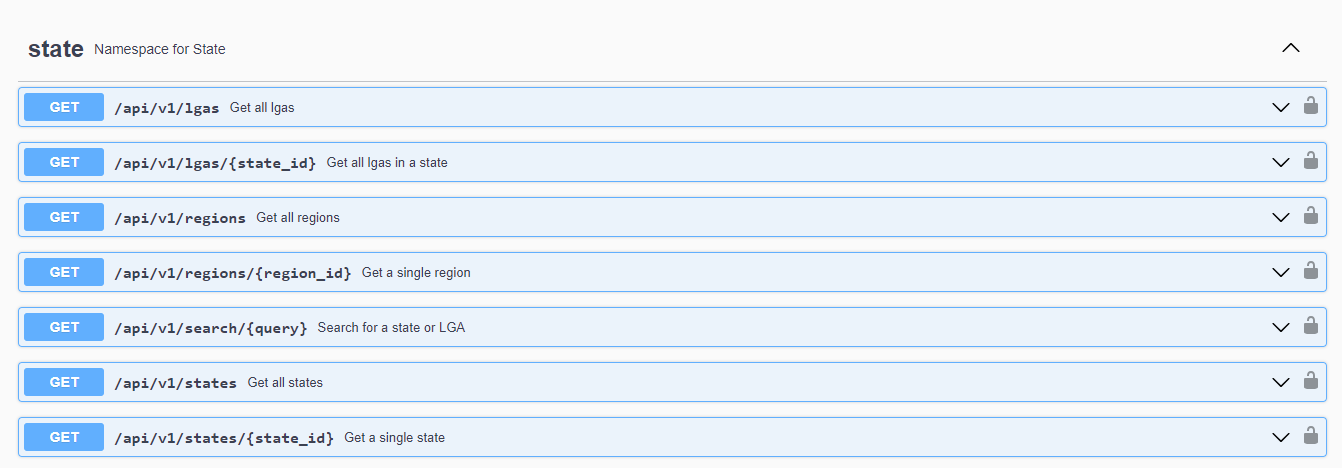 state Namespace for State
GET /api/v1/lgas Get all lgas
GET /api/v1/lgas/{state_id} Get all lgas in a state
GET /api/v1/regions Get all regions
GET /api/v1/regions/{region_id} Get a single region
GET /api/v1/search/{query} Search for a state or LGA
GET /api/v1/states Get all states
GET /api/v1/states/{state_id} Get a single state